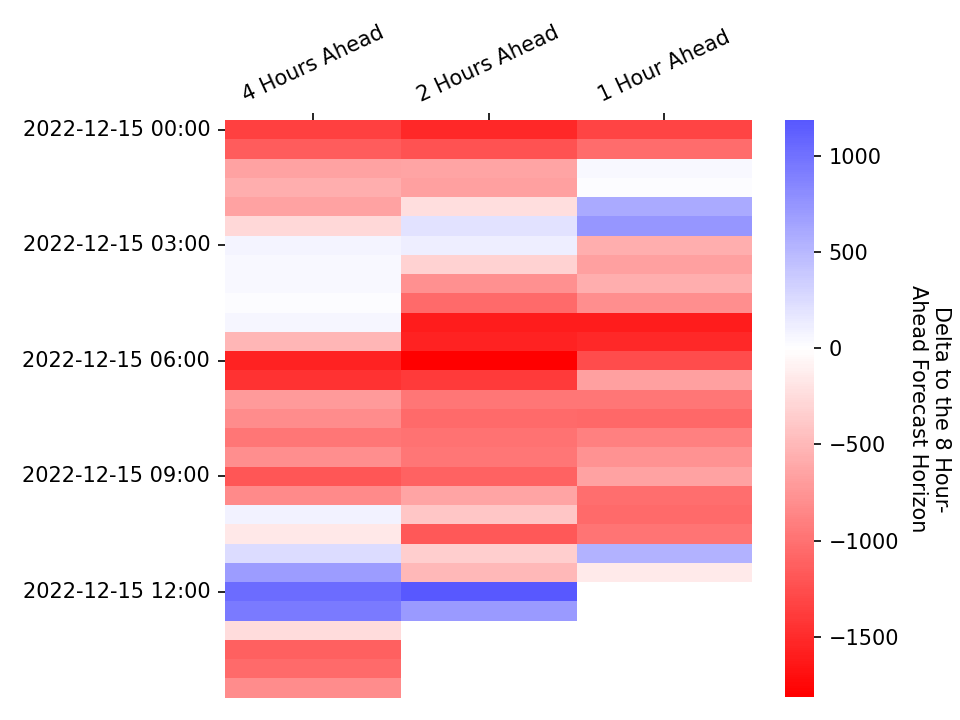 4 Hours Ahead
2 Hours Ahead
1 Hour Ahead
2022-12-15 00:00
2022-12-15 03:00
2022-12-15 06:00
2022-12-15 09:00
2022-12-15 12:00
1000
500
0
−500
−1000
−1500
Delta to the 8 Hour-
Ahead Forecast Horizon